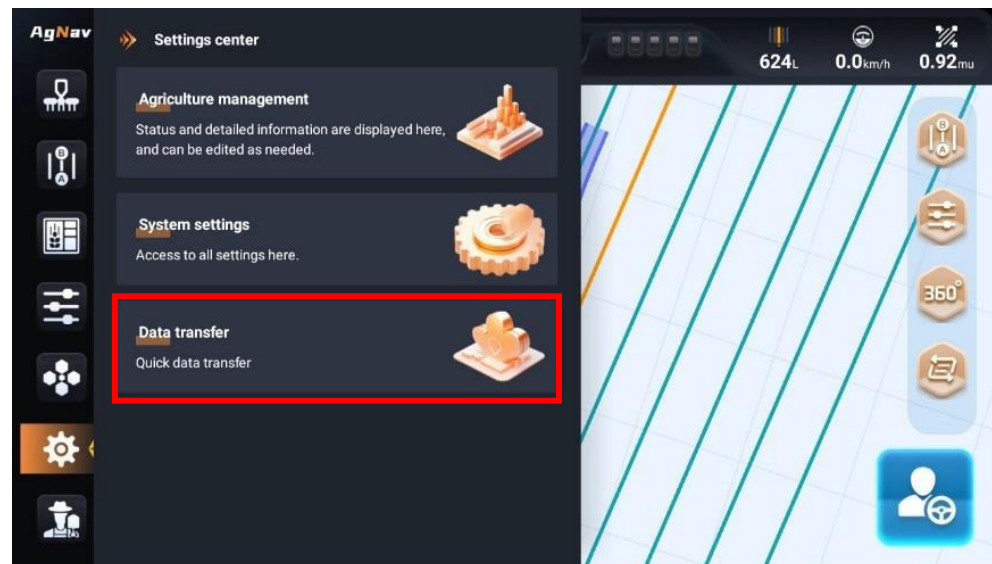 AgNav
Settings center
624L
0.0km/h
0.92mu
Agriculture management
Status and detailed information are displayed here,
and can be edited as needed.
System settings
Access to all settings here.
Data transfer
Quick data transfer
B
A
B
A
360°